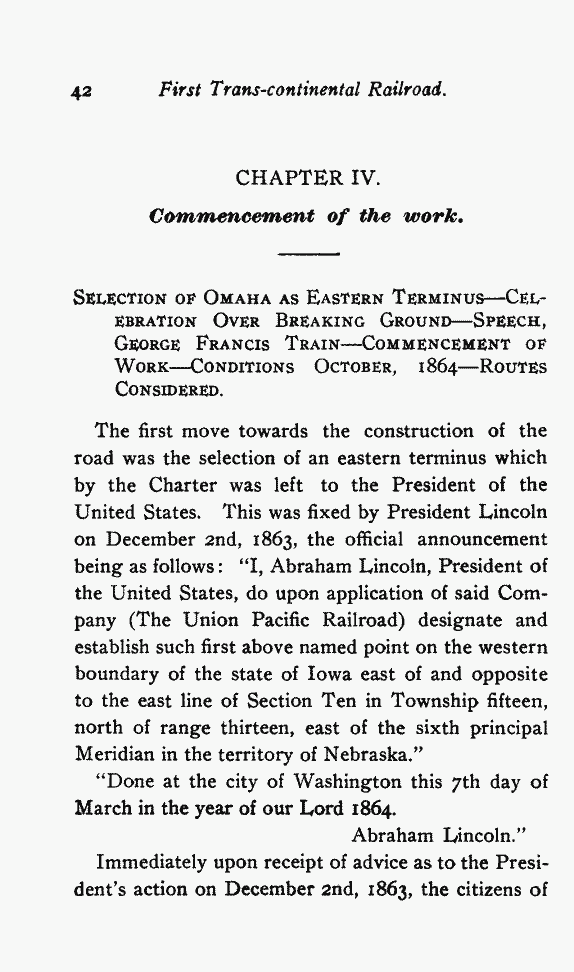 42 First Trans-continental Railroad.
CHAPTER IV.
Commencement of the work.
SELECTION OF OMAHA AS EASTERN TERMINUS—CEL-
EBRATION OVER BREAKING GROUND—SPEECH,
GEORGE FRANCIS TRAIN—COMMENCEMENT OF
WORK—CONDITIONS OCTOBER, 1864—ROUTES
CONSIDERED.
The first move towards the construction of the
road was the selection of an eastern terminus which
by the Charter was left to the President of the
United States. This was fixed by President Lincoln
on December 2nd, 1863, the official announcement
being as follows: "I, Abraham Lincoln, President of
the United States, do upon application of said Com-
pany (The Union Pacific Railroad) designate and
establish such first above named point on the western
boundary of the state of Iowa east of and opposite
to the east line of Section Ten in Township fifteen,
north of range thirteen, east of the sixth principal
Meridian in the territory of Nebraska."
"Done at the city of Washington this 7th day of
March in the year of our Lord 1864.
Abraham Lincoln."
Immediately upon receipt of advice as to the Presi-
dent's action on December 2nd, 1863, the citizens of